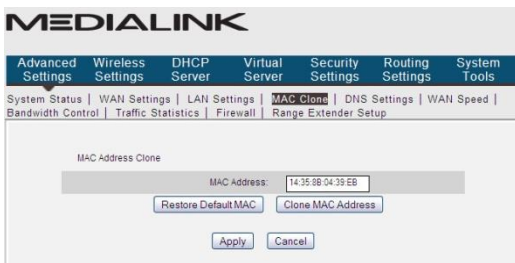 MEDIALINK
Advanced Settings Wireless Settings DHCP Server Virtual Server Security Settings Routing Settings System Tools
System Status | WAN Settings | LAN Settings | MAC Clone | DNS Settings | WAN Speed |
Bandwidth Control | Traffic Statistics | Firewall | Range Extender Setup
MAC Address Clone
MAC Address: 14:35:8B:04:39:EB
Restore Default MAC Clone MAC Address
Apply Cancel